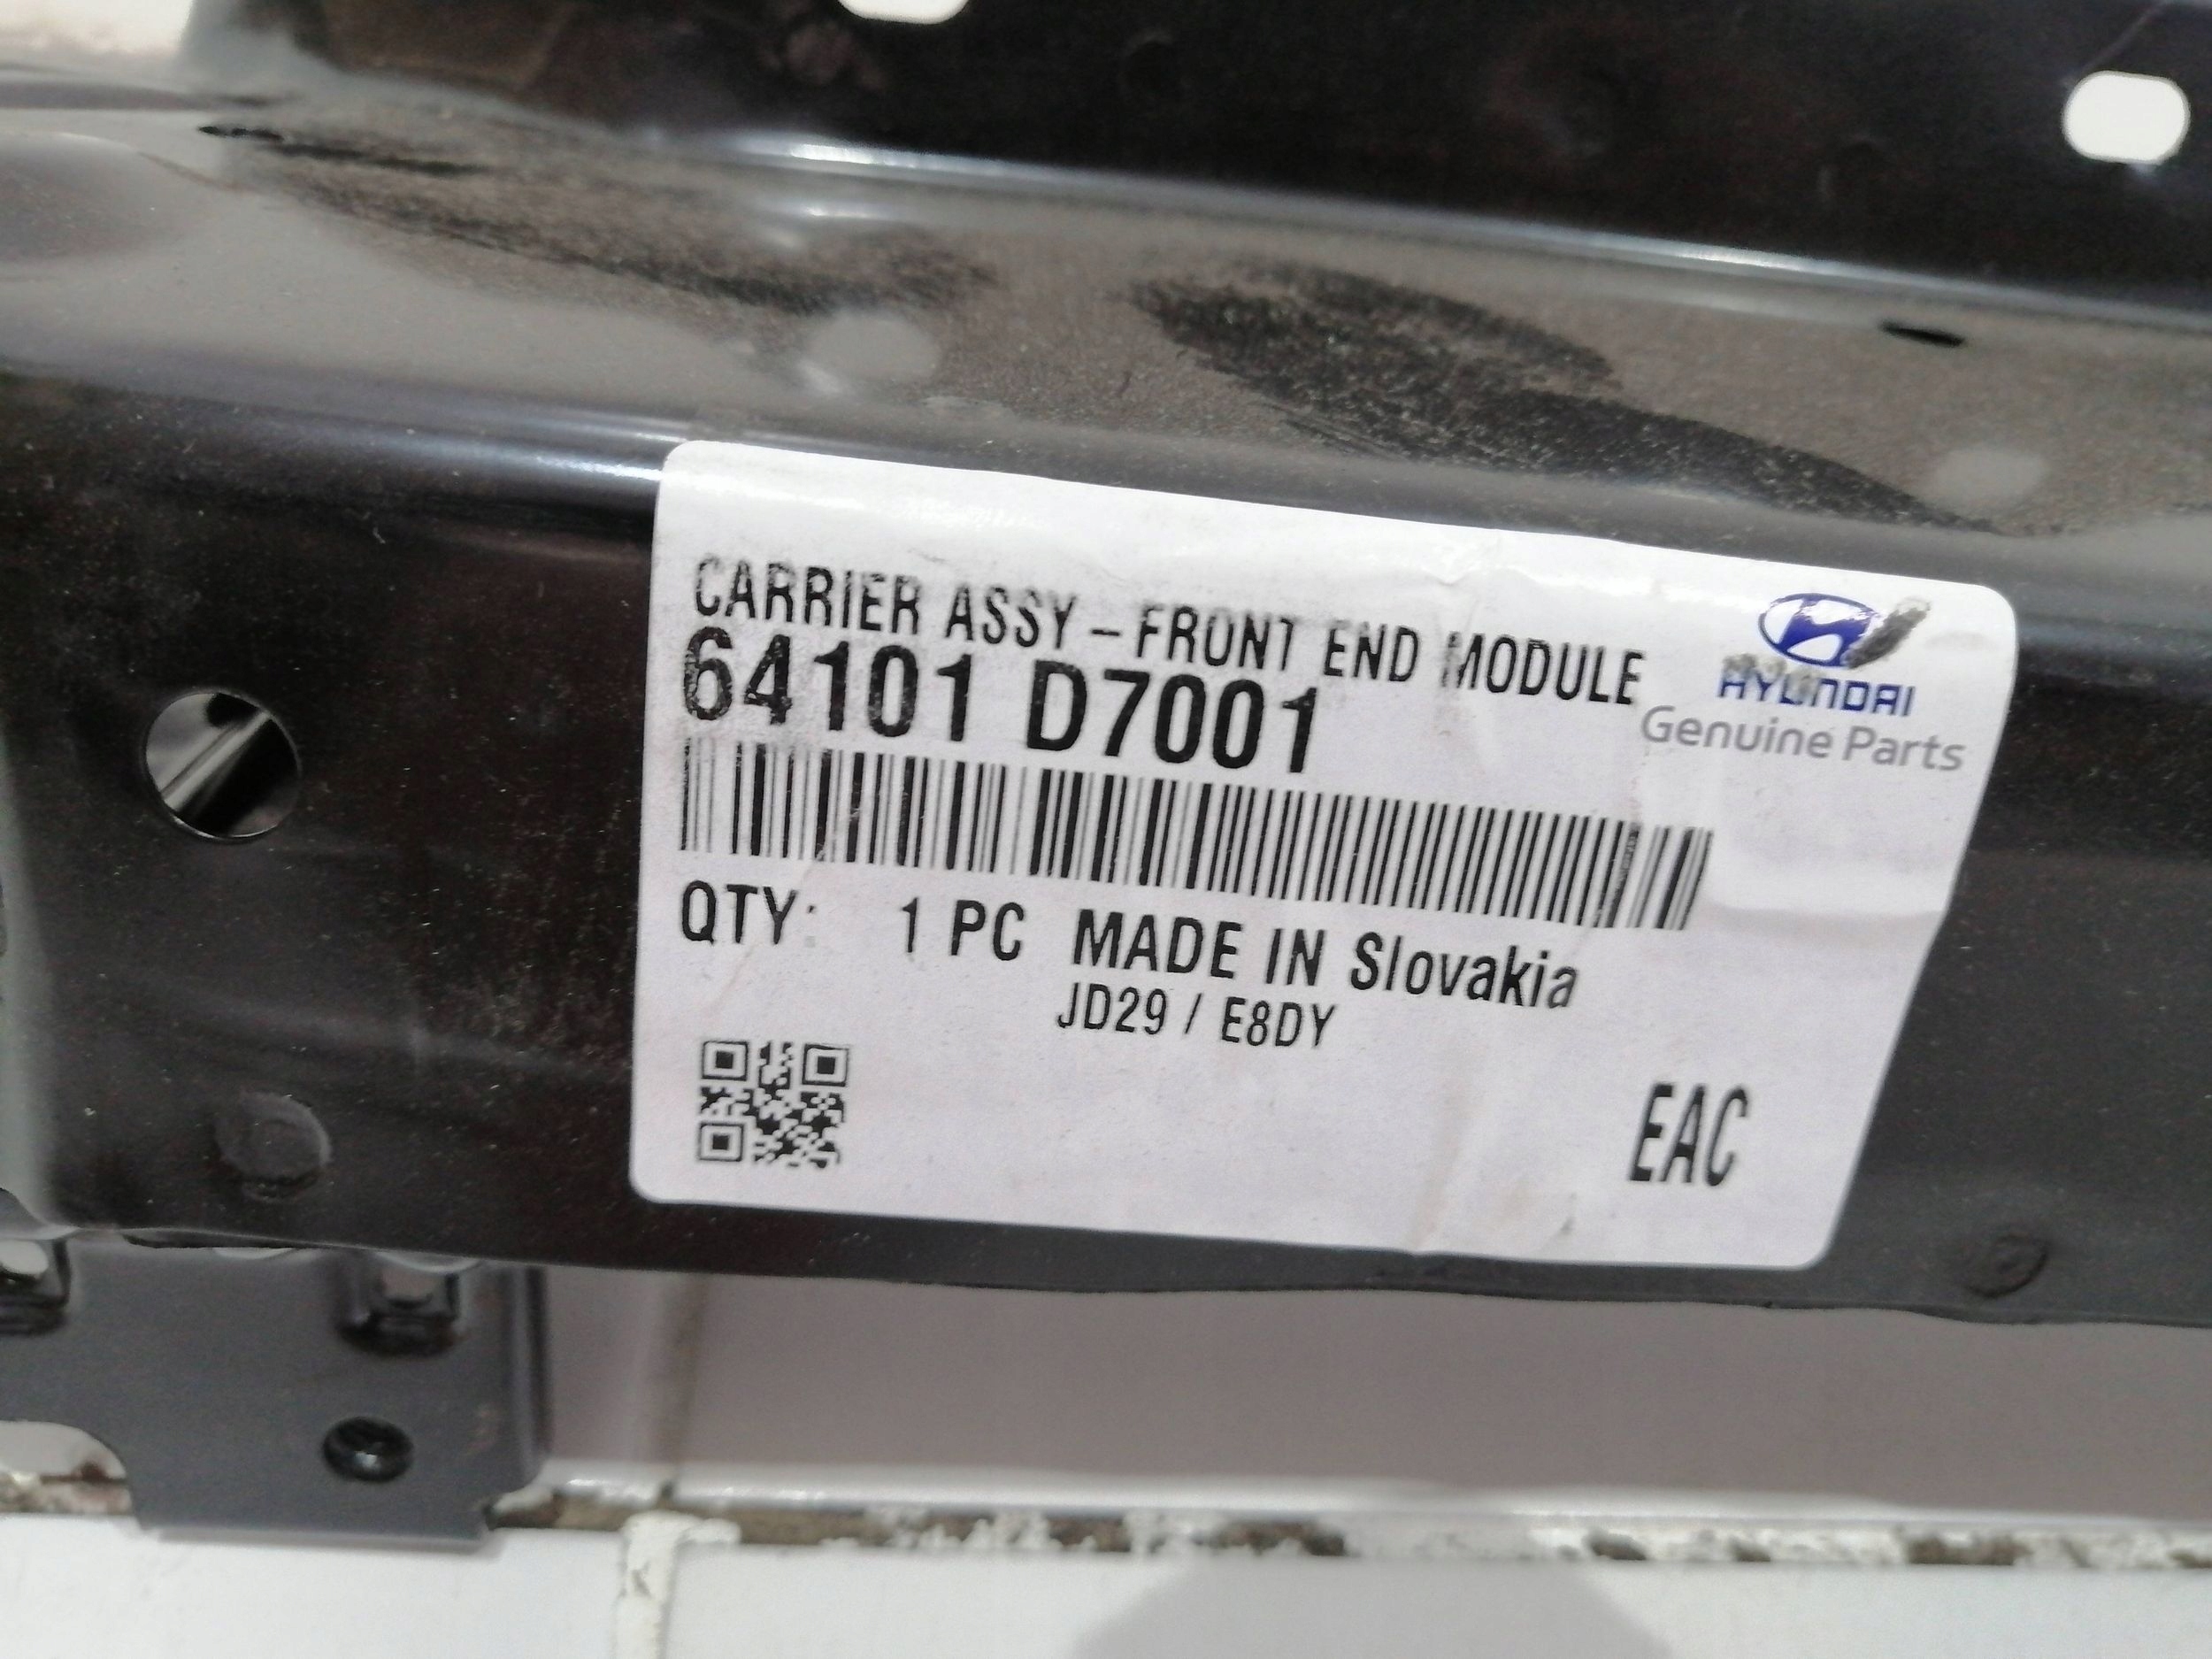 CARRIER ASSY – FRONT END MODULE
64101 D7001
HYUNDAI
Genuine Parts
QTY: 1 PC MADE IN Slovakia
JD29 / E8DY
EAC